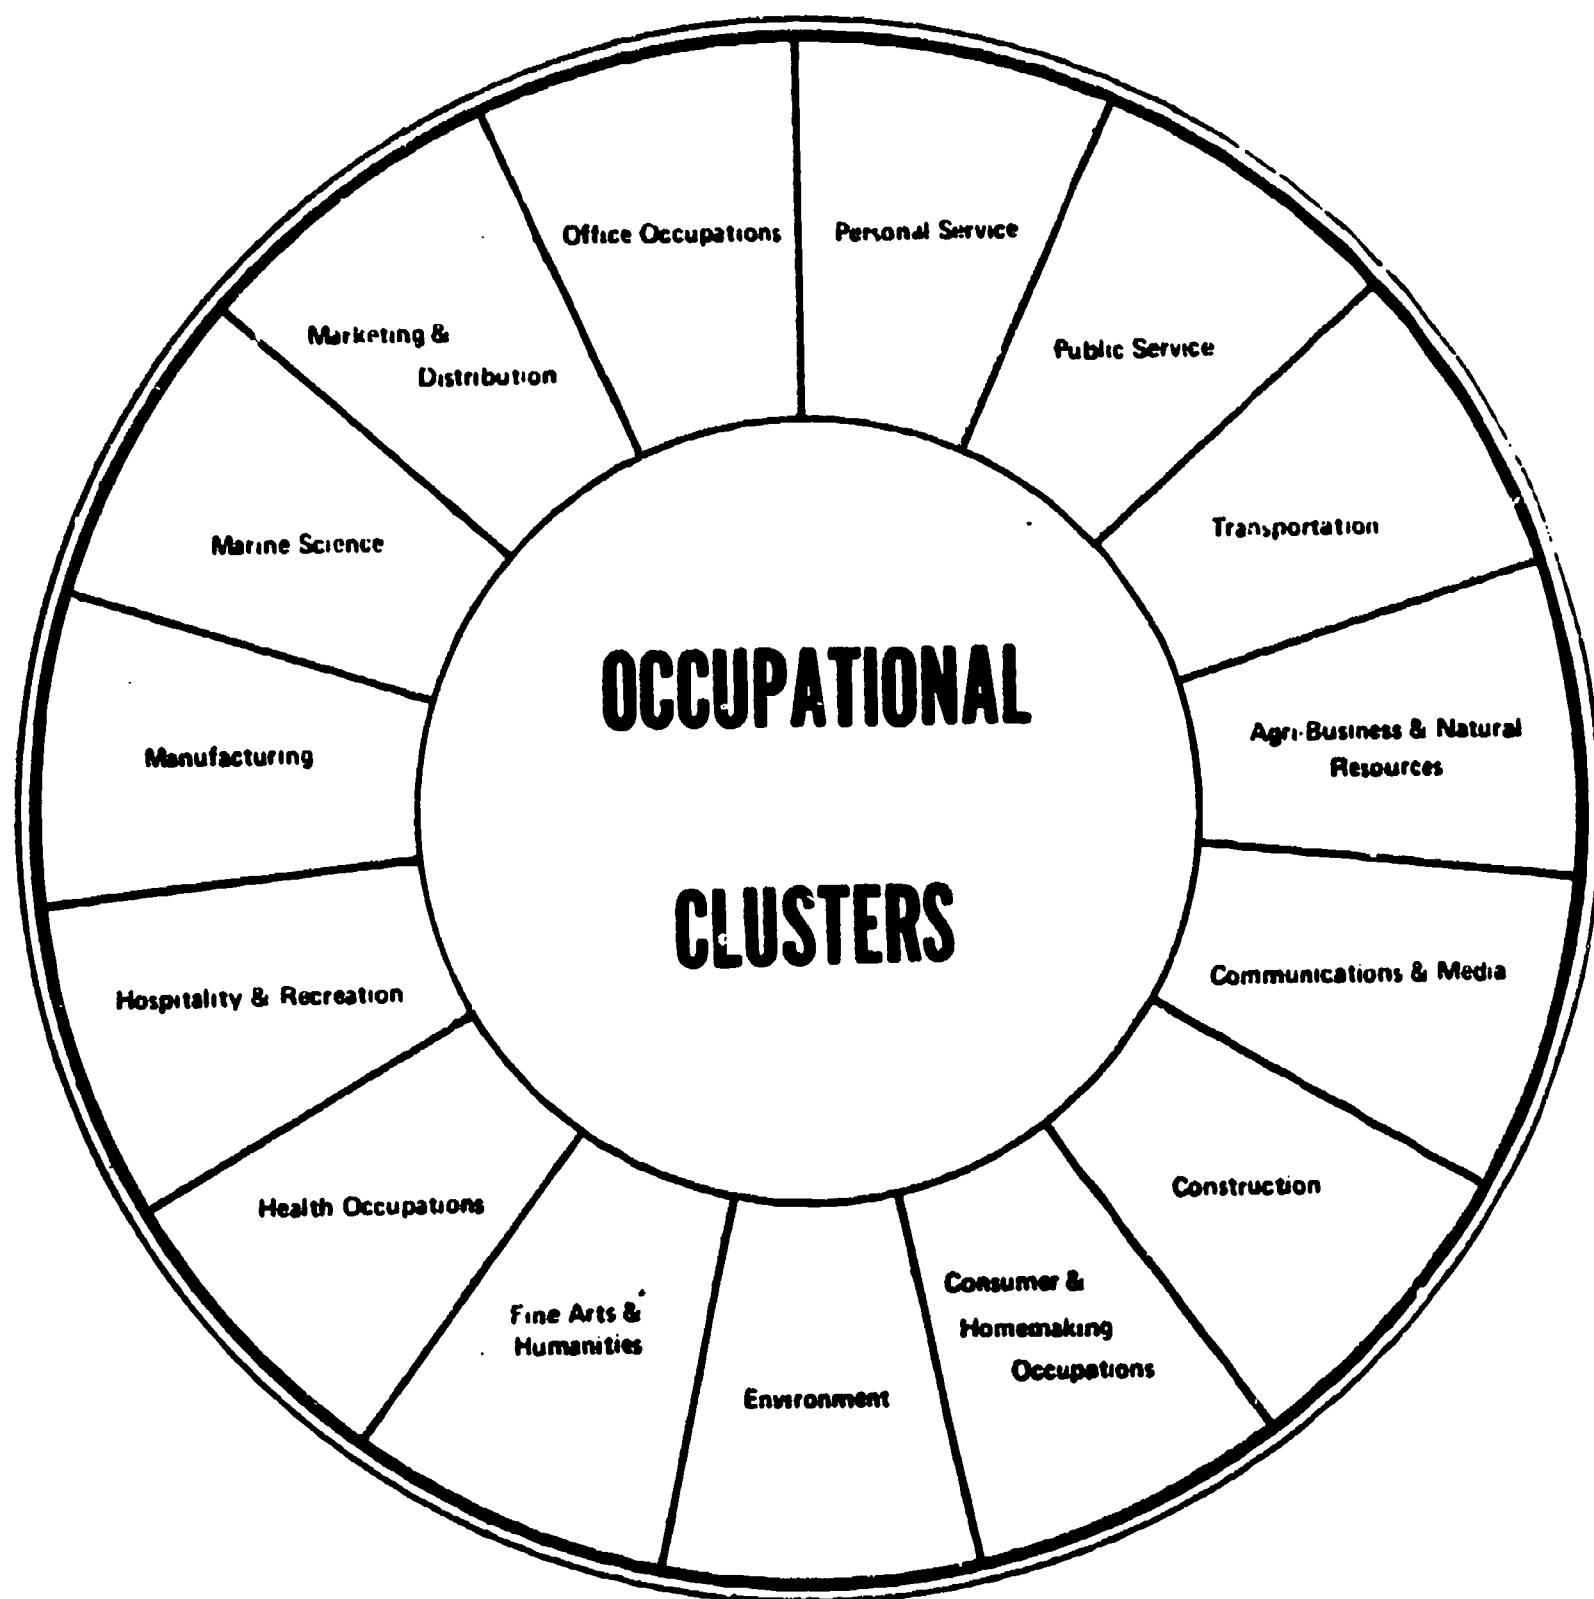 Office Occupations
Personal Service
Public Service
Transportation
Agri-Business & Natural
Resources
Communications & Media
Construction
Consumer &
Homemaking
Occupations
Environment
Fine Arts &
Humanities
Health Occupations
Hospitality & Recreation
Manufacturing
Marine Science
Marketing &
Distribution
OCCUPATIONAL
CLUSTERS